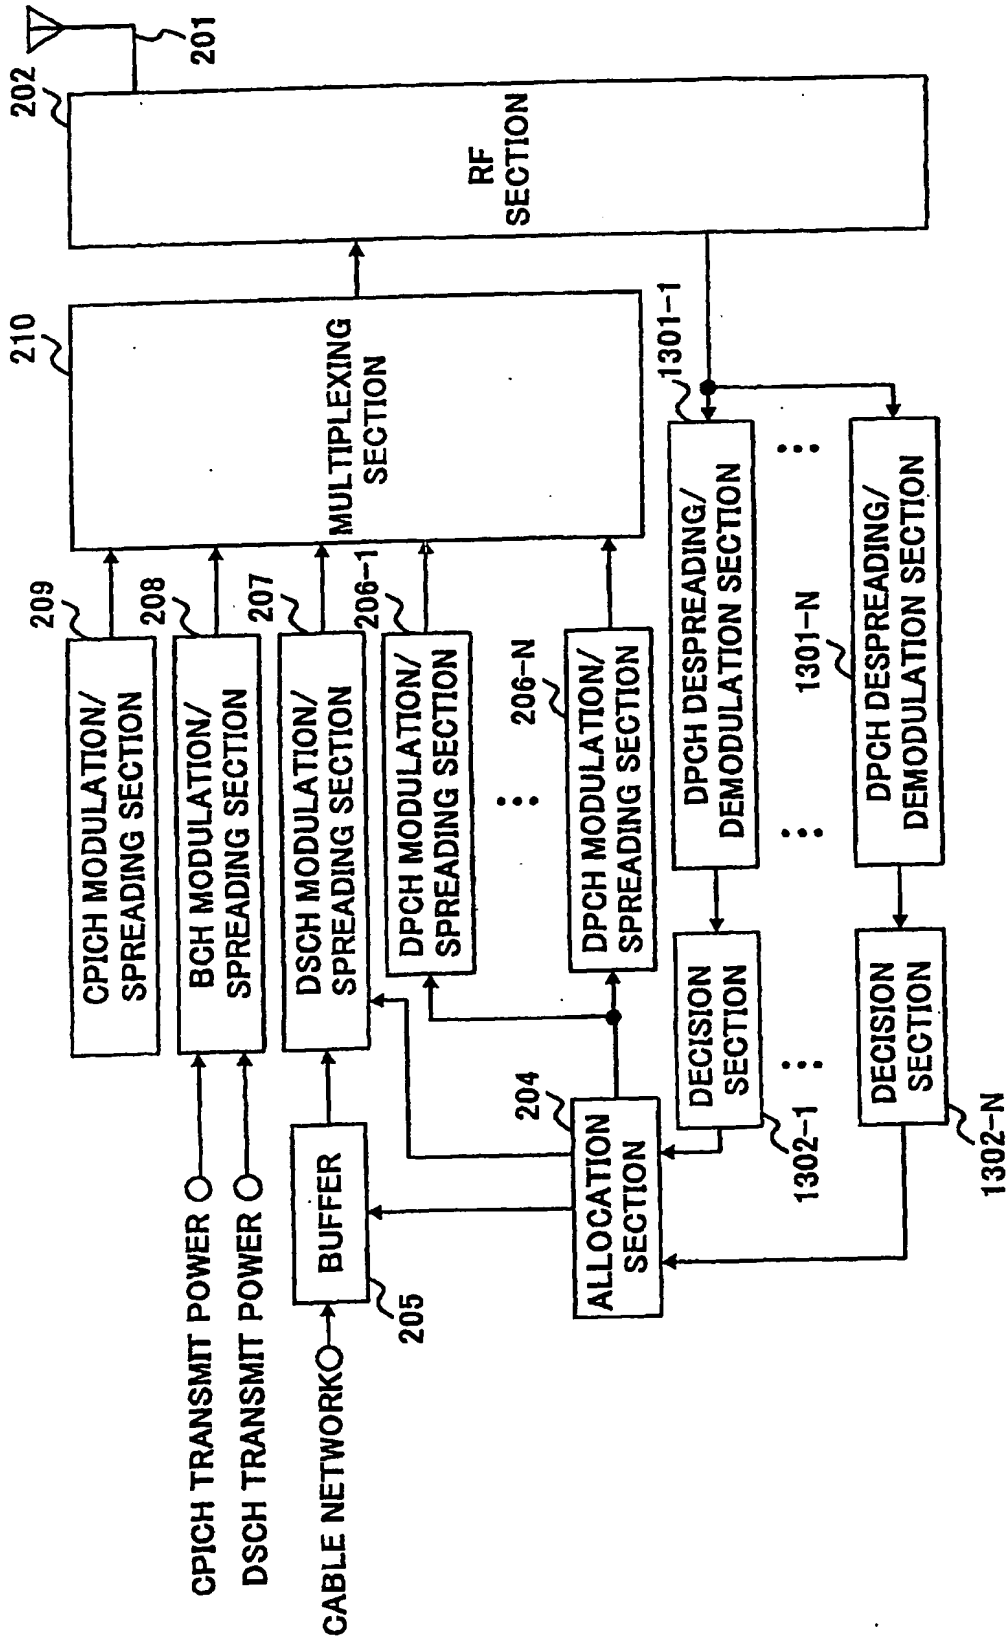 CPICH TRANSMIT POWER
DSCH TRANSMIT POWER
CABLE NETWORK
BUFFER
205
CPICH MODULATION/
SPREADING SECTION
209
BCH MODULATION/
SPREADING SECTION
208
DSCH MODULATION/
SPREADING SECTION
207
DPCH MODULATION/
SPREADING SECTION
206-1
DPCH MODULATION/
SPREADING SECTION
206-N
ALLOCATION
SECTION
204
MULTIPLEXING
SECTION
210
RF
SECTION
202
201
DECISION
SECTION
1302-1
DECISION
SECTION
1302-N
DPCH DESPREADING/
DEMODULATION SECTION
1301-1
DPCH DESPREADING/
DEMODULATION SECTION
1301-N